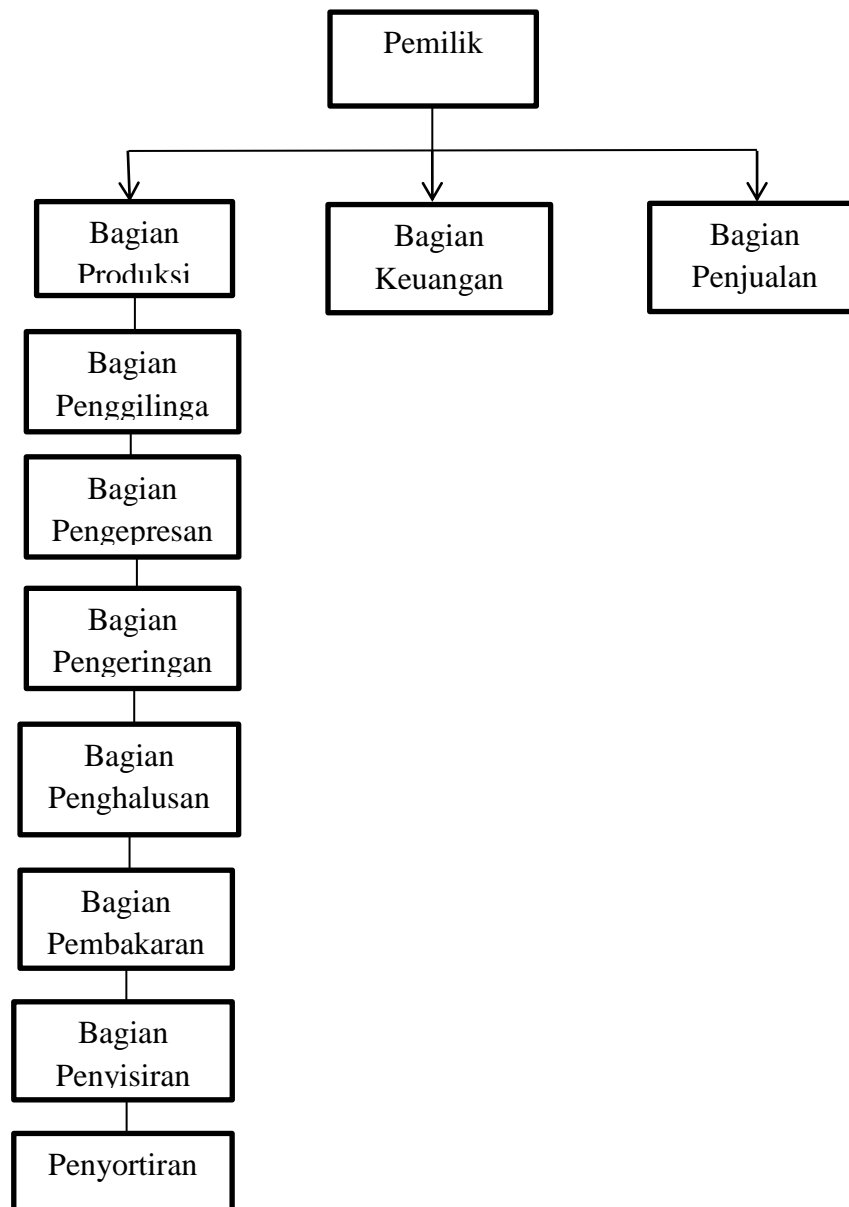 Pemilik
Bagian
Produksi
Bagian
Keuangan
Bagian
Penjualan
Bagian
Penggilinga
Bagian
Pengepresan
Bagian
Pengeringan
Bagian
Penghalusan
Bagian
Pembakaran
Bagian
Penyisiran
Penyortiran